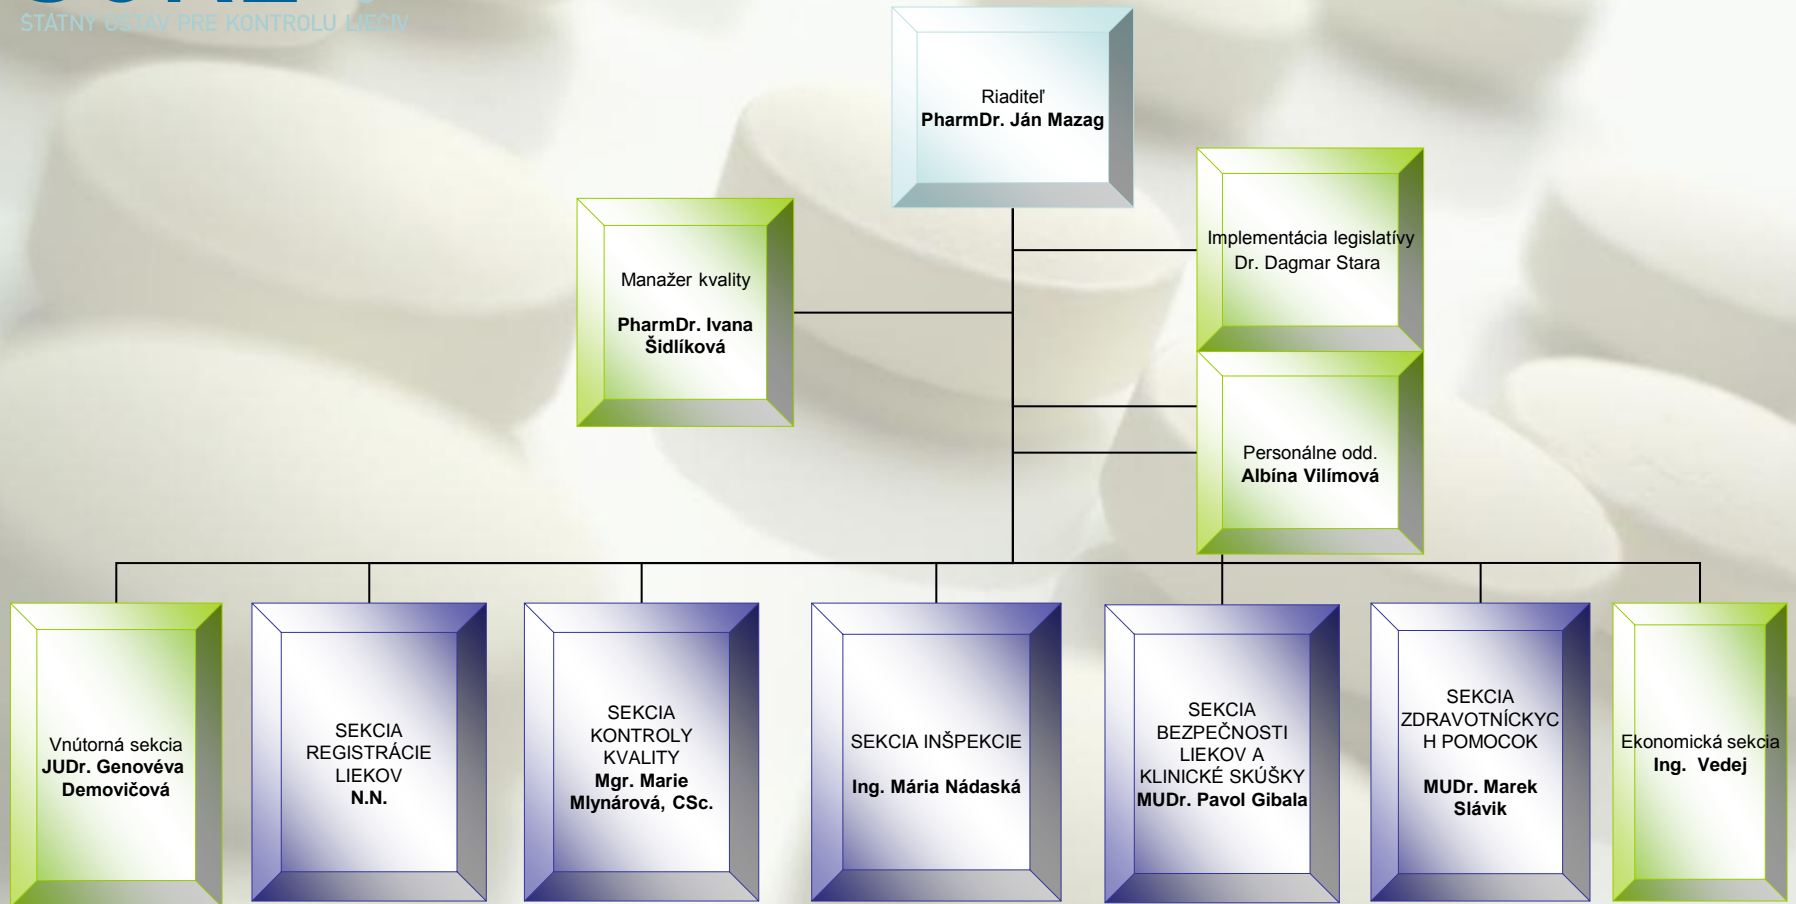 ŠTÁTNY ÚSTAV PRE KONTROLU LIEČIV
Riaditeľ
PharmDr. Ján Mazag
Implementácia legislatívy
Dr. Dagmar Stara
Manažer kvality
PharmDr. Ivana
Šidlíková
Personálne odd.
Albína Vilímová
Vnútorná sekcia
JUDr. Genovéva
Demovičová
SEKCIA
REGISTRÁCIE
LIEKOV
N.N.
SEKCIA
KONTROLY
KVALITY
Mgr. Marie
Mlynárová, CSc.
SEKCIA INŠPEKCIE
Ing. Mária Nádaská
SEKCIA
BEZPEČNOSTI
LIEKOV A
KLINICKÉ SKÚŠKY
MUDr. Pavol Gibala
SEKCIA
ZDRAVOTNÍCKYC
H POMOCOK
MUDr. Marek
Slávik
Ekonomická sekcia
Ing. Vedej